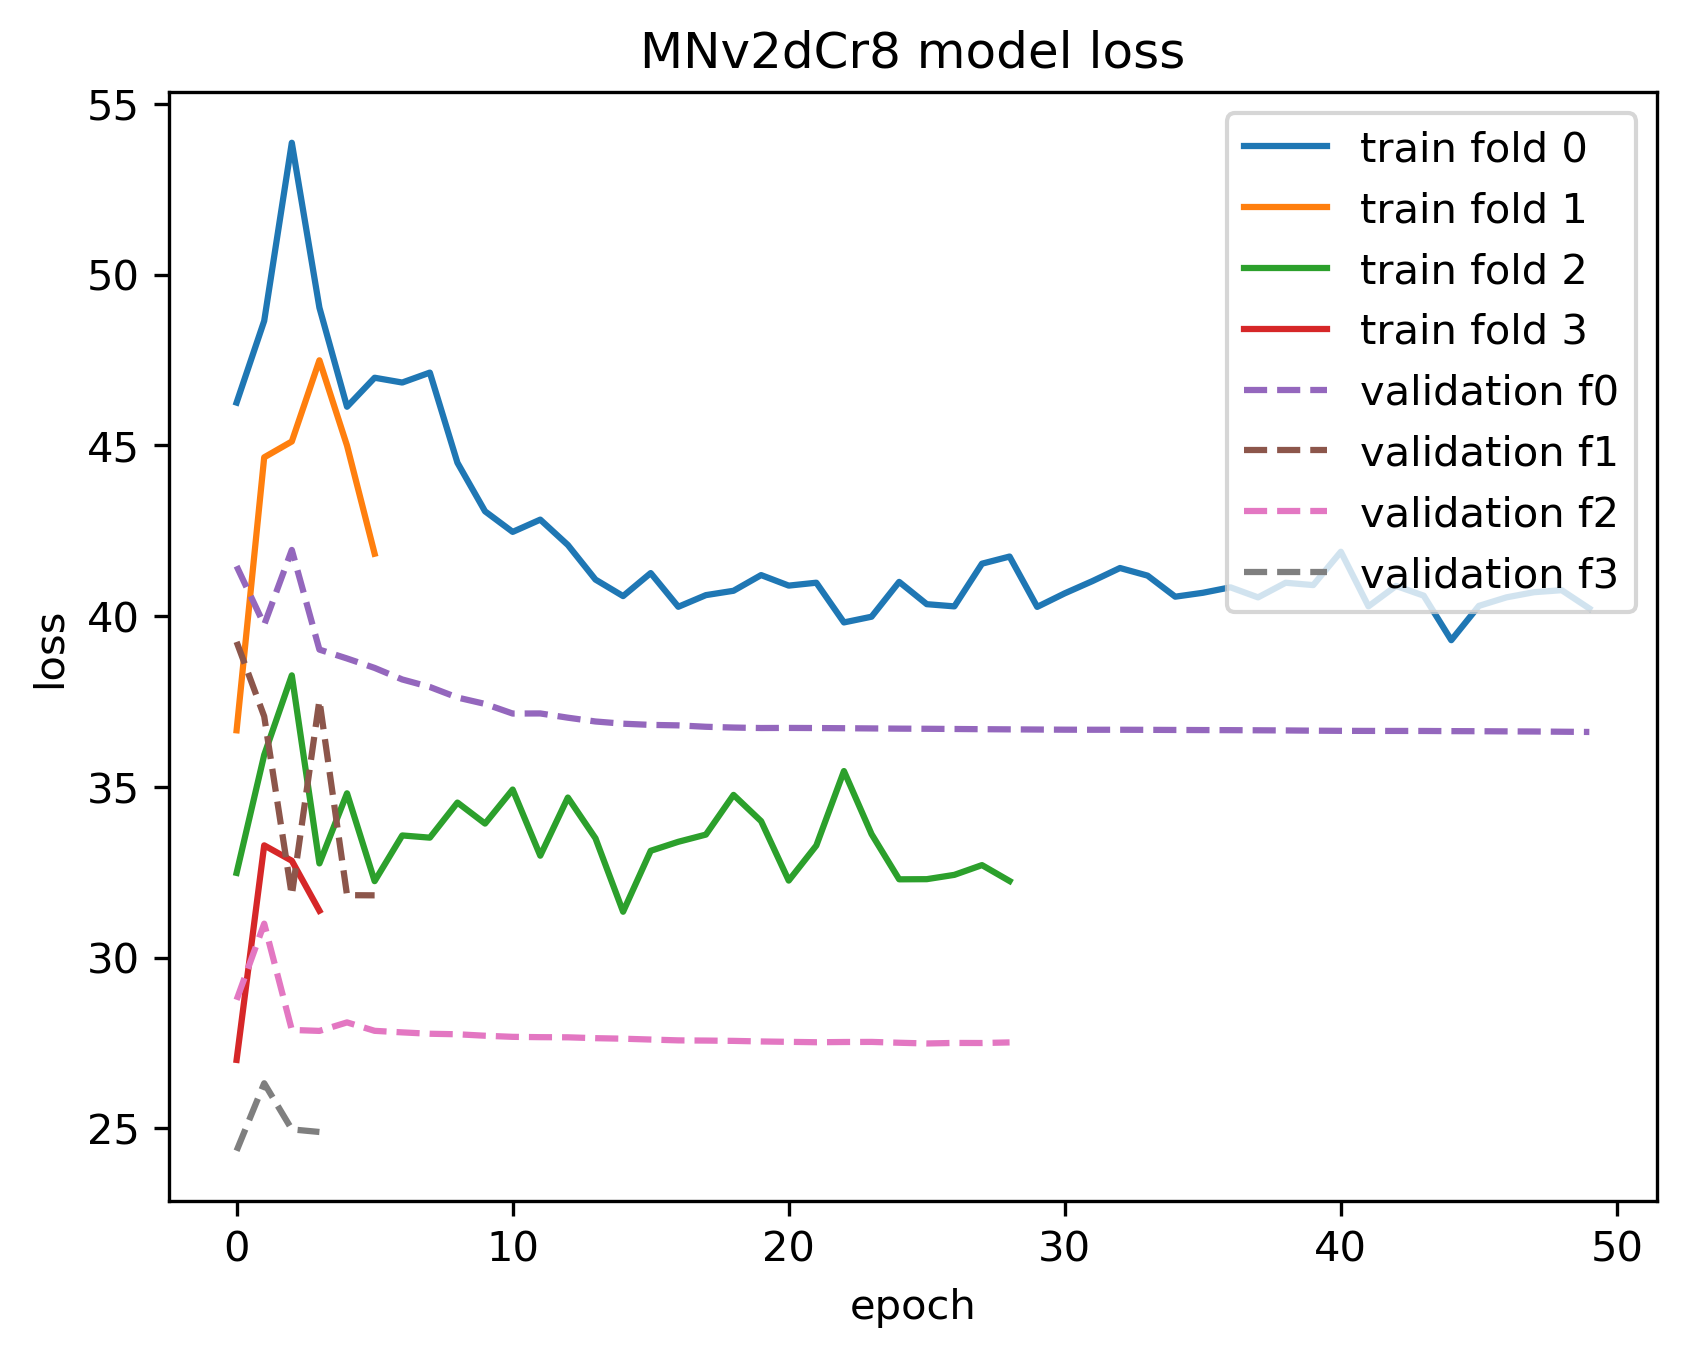 MNv2dCr8 model loss
55
50
45
40
35
30
25
loss
0 10 20 30 40 50
epoch
train fold 0
train fold 1
train fold 2
train fold 3
validation f0
validation f1
validation f2
validation f3